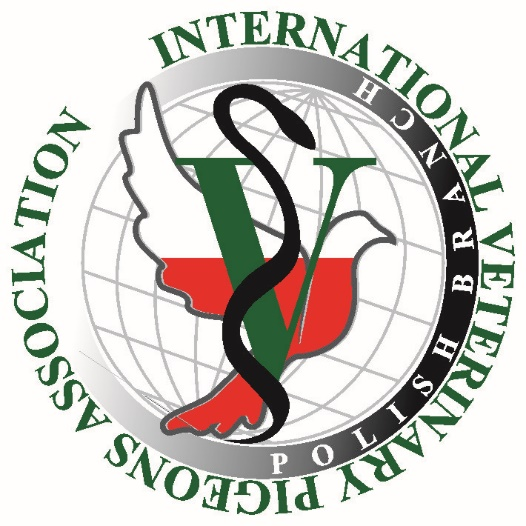 INTERNATIONAL VETERINARY PIGEONS ASSOCIATION
POLISH BRANCH
V